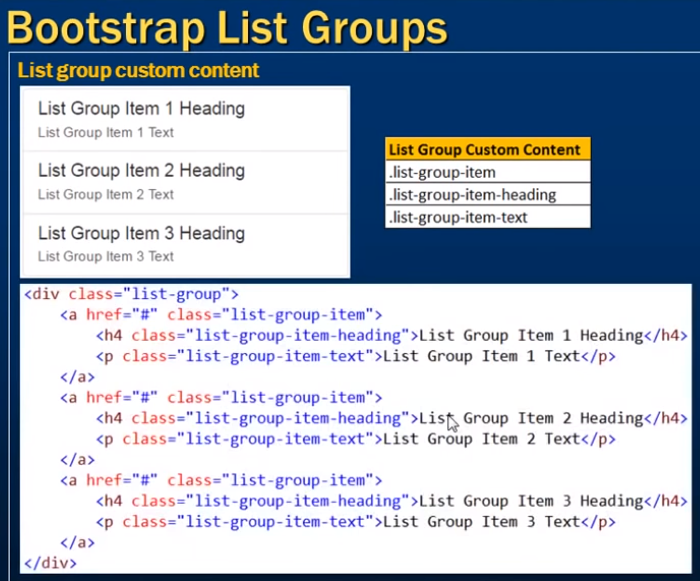 Bootstrap List Groups
List group custom content
List Group Item 1 Heading
List Group Item 1 Text
List Group Item 2 Heading
List Group Item 2 Text
List Group Item 3 Heading
List Group Item 3 Text
List Group Custom Content
.list-group-item
.list-group-item-heading
.list-group-item-text
<div class="list-group">
    <a href="#" class="list-group-item">
        <h4 class="list-group-item-heading">List Group Item 1 Heading</h4>
        <p class="list-group-item-text">List Group Item 1 Text</p>
    </a>
    <a href="#" class="list-group-item">
        <h4 class="list-group-item-heading">List Group Item 2 Heading</h4>
        <p class="list-group-item-text">List Group Item 2 Text</p>
    </a>
    <a href="#" class="list-group-item">
        <h4 class="list-group-item-heading">List Group Item 3 Heading</h4>
        <p class="list-group-item-text">List Group Item 3 Text</p>
    </a>
</div>